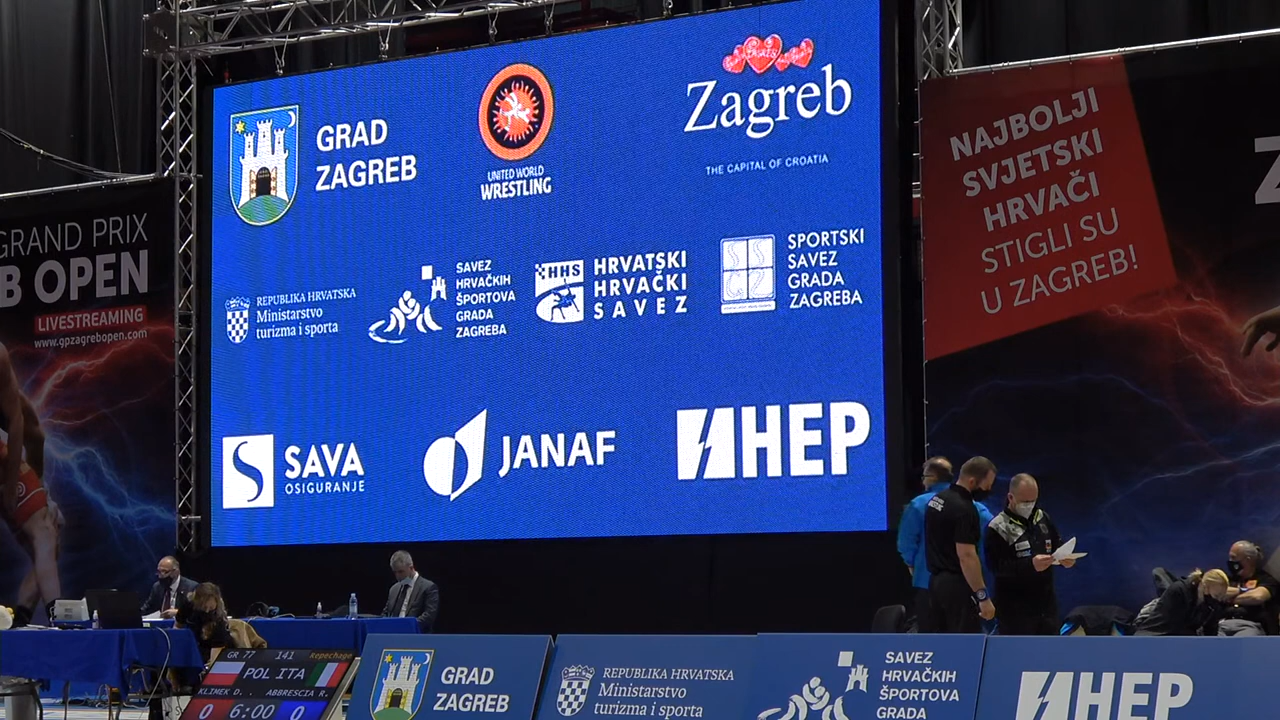 GRAD
ZAGREB
UNITED WORLD
WRESTLING
ZAGREB
Zagreb
THE CAPITAL OF CROATIA
REPUBLIKA HRVATSKA
Ministarstvo
turizma i sporta
SAVEZ
HRVAČKIH
ŠPORTOVA
GRADA
ZAGREBA
HHS
HRVATSKI
HRVAČKI
SAVEZ
SPORTSKI
SAVEZ
GRADA
ZAGREBA
S
SAVA
OSIGURANJE
JANAF
HEP
GRAND PRIX
B OPEN
LIVESTREAMING
www.gpzagrebopen.com
NAJBOLJI
SVJETSKI
HRVAČI
STIGLI SU
U ZAGREB!
Z
GR 77 141 Repechage
POL ITA
KLIMEK D. ABBRESCIA R.
0 6:00 0
GRAD
ZAGREB
REPUBLIKA HRVATSKA
Ministarstvo
turizma i sporta
SAVEZ
HRVAČKIH
ŠPORTOVA
GRADA
HEP